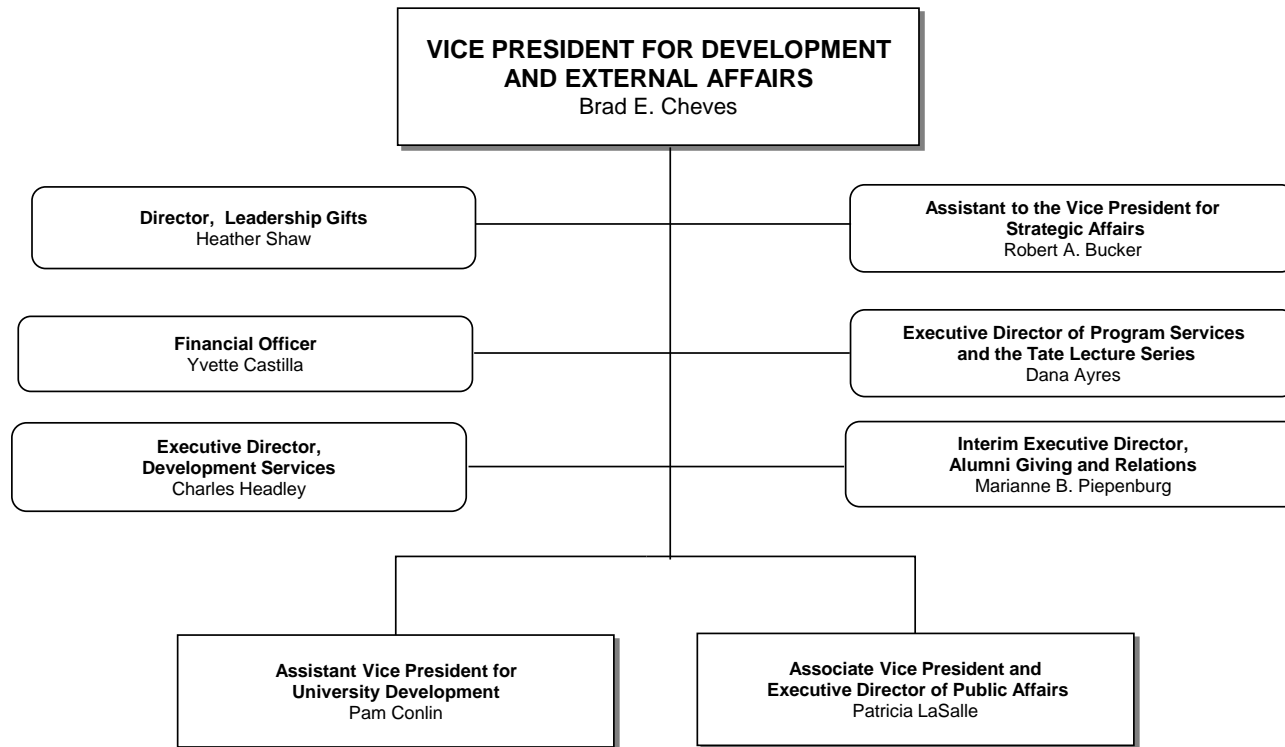 VICE PRESIDENT FOR DEVELOPMENT
AND EXTERNAL AFFAIRS
Brad E. Cheves
Director, Leadership Gifts
Heather Shaw
Assistant to the Vice President for
Strategic Affairs
Robert A. Bucker
Financial Officer
Yvette Castilla
Executive Director of Program Services
and the Tate Lecture Series
Dana Ayres
Executive Director,
Development Services
Charles Headley
Interim Executive Director,
Alumni Giving and Relations
Marianne B. Piepenburg
Assistant Vice President for
University Development
Pam Conlin
Associate Vice President and
Executive Director of Public Affairs
Patricia LaSalle